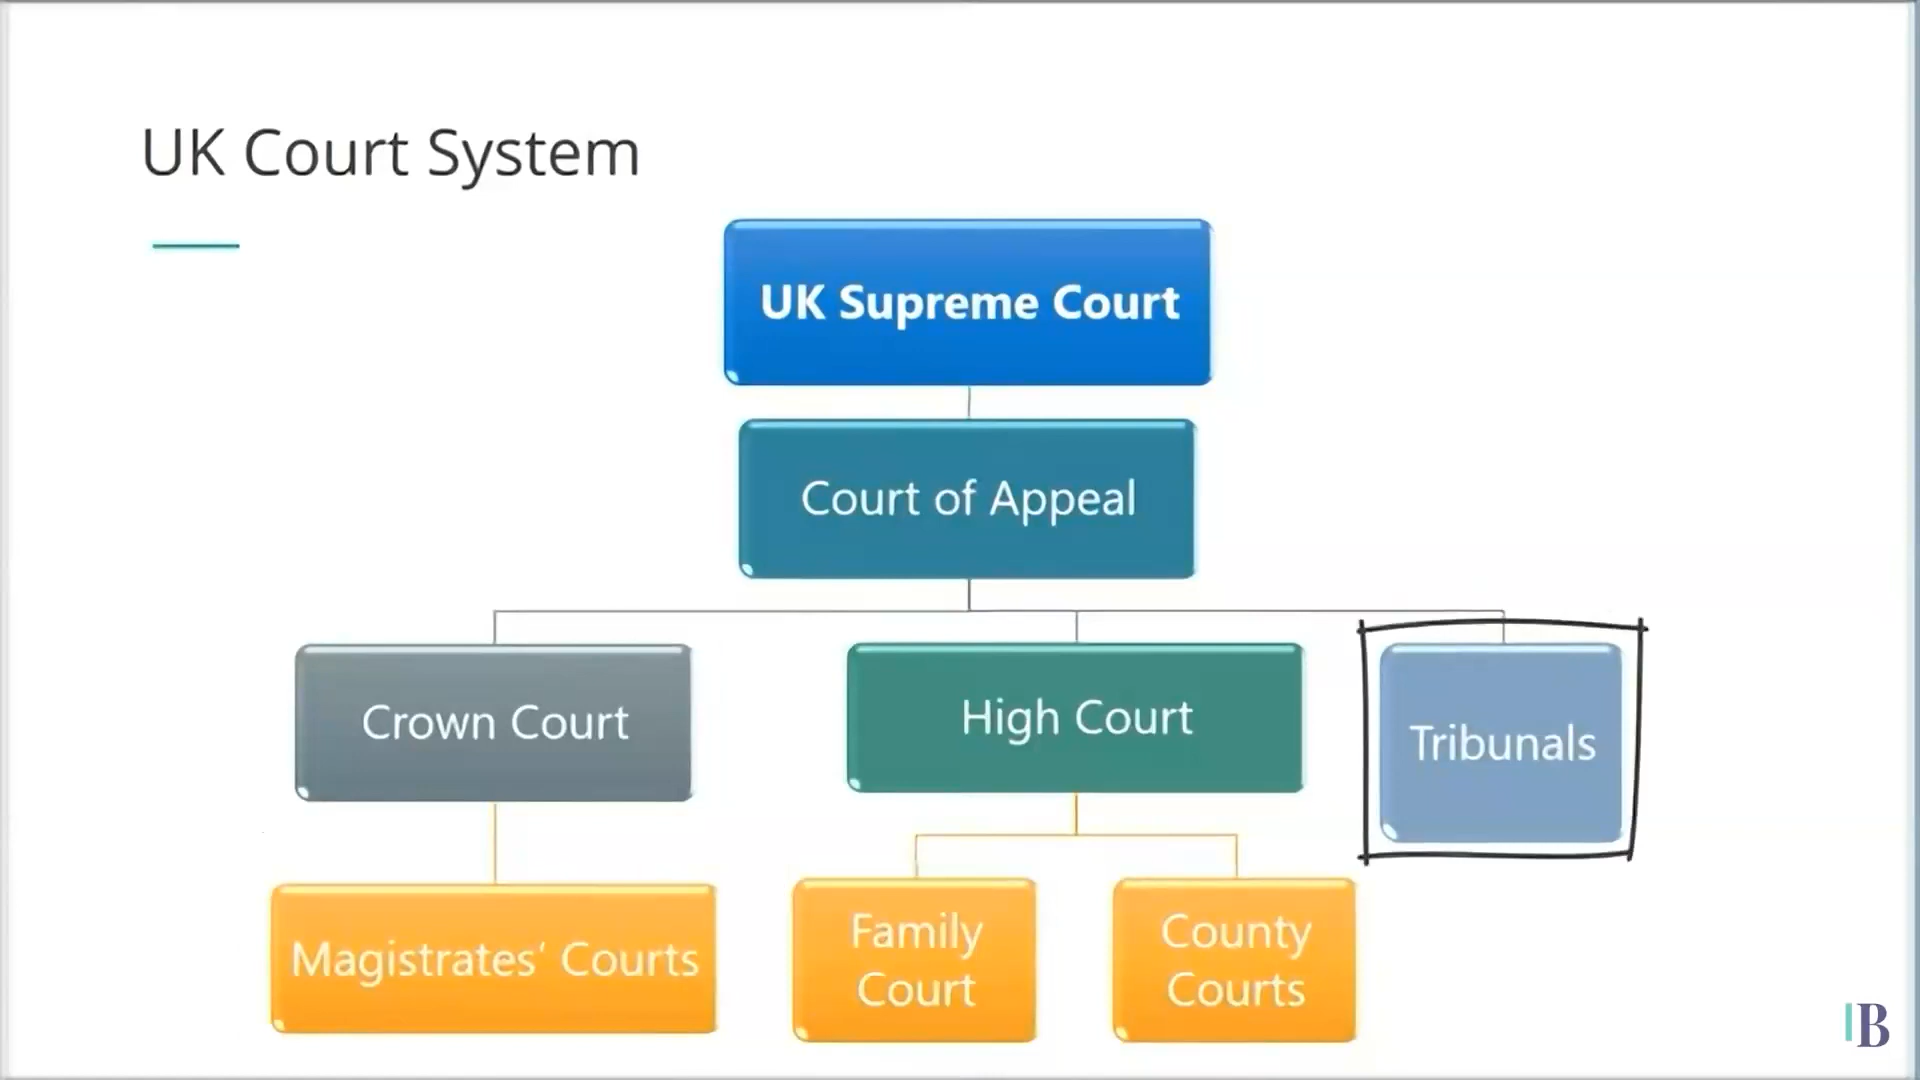 UK Court System
UK Supreme Court
Court of Appeal
Crown Court
High Court
Tribunals
Magistrates' Courts
Family
Court
County
Courts
B